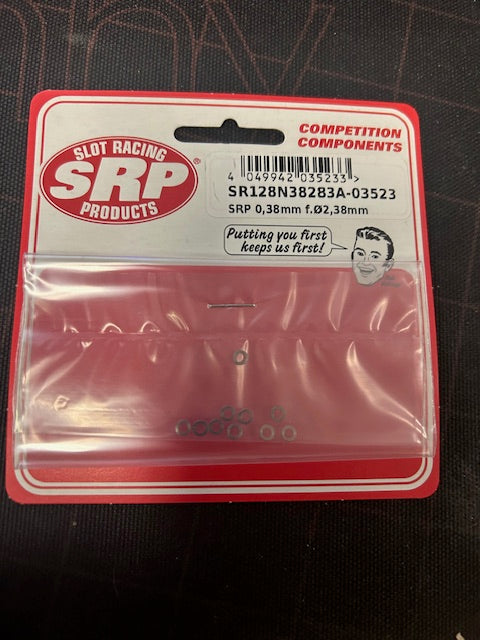 COMPETITION
COMPONENTS
SLOT RACING
SRP
®
PRODUCTS
4 049942 035233 >
SR128N38283A-03523
SRP 0,38mm f.Ø2,38mm
Putting you first
keeps us first!